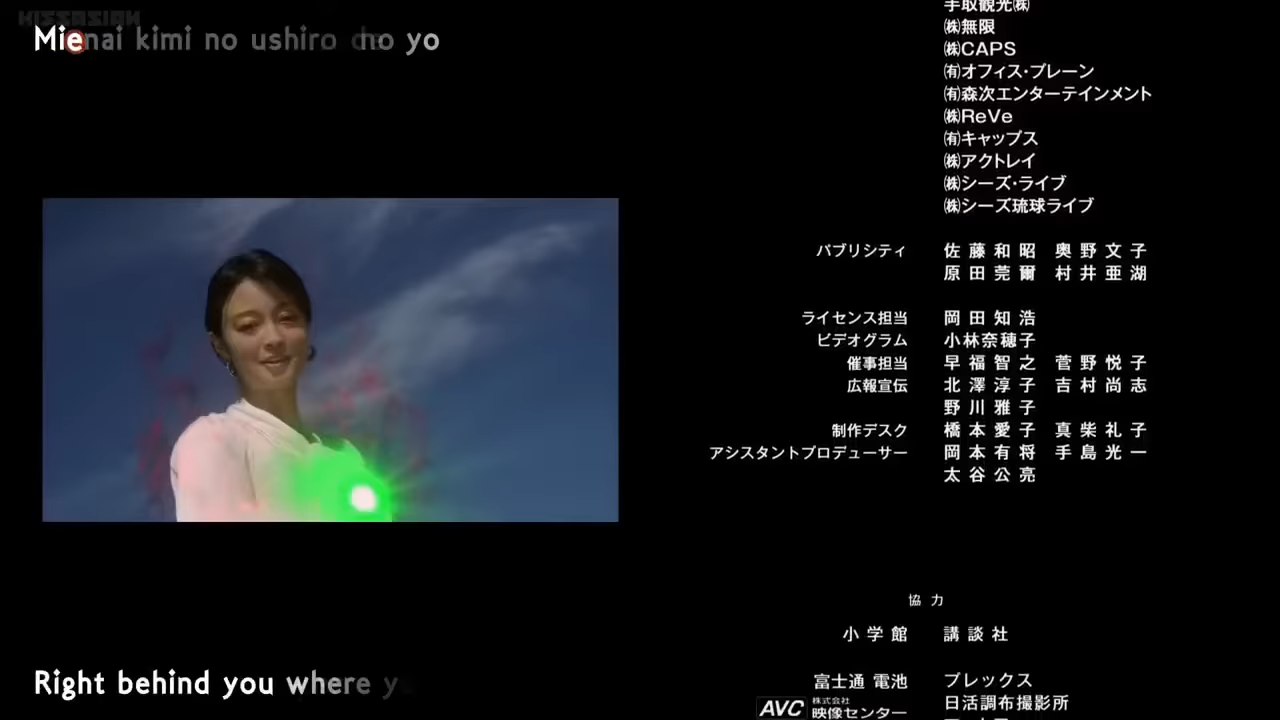 KISSASIAN
Mienai kimi no ushiro no yo
手取観光㈱
㈱無限
㈱CAPS
㈲オフィス・ブレーン
㈲森次エンターテインメント
㈱ReVe
㈲キャップス
㈱アクトレイ
㈱シーズ・ライブ
㈱シーズ琉球ライブ
パブリシティ 佐藤和昭 奥野文子
原田莞爾 村井亜湖
ライセンス担当 岡田知浩
ビデオグラム 小林奈穂子
催事担当 早福智之 菅野悦子
広報宣伝 北澤淳子 吉村尚志
野川雅子
制作デスク 橋本愛子 真柴礼子
アシスタントプロデューサー 岡本有将 手島光一
太谷公亮
協力
小学館 講談社
富士通 電池 ブレックス
AVC 株式会社 映像センター 日活調布撮影所
Right behind you where y